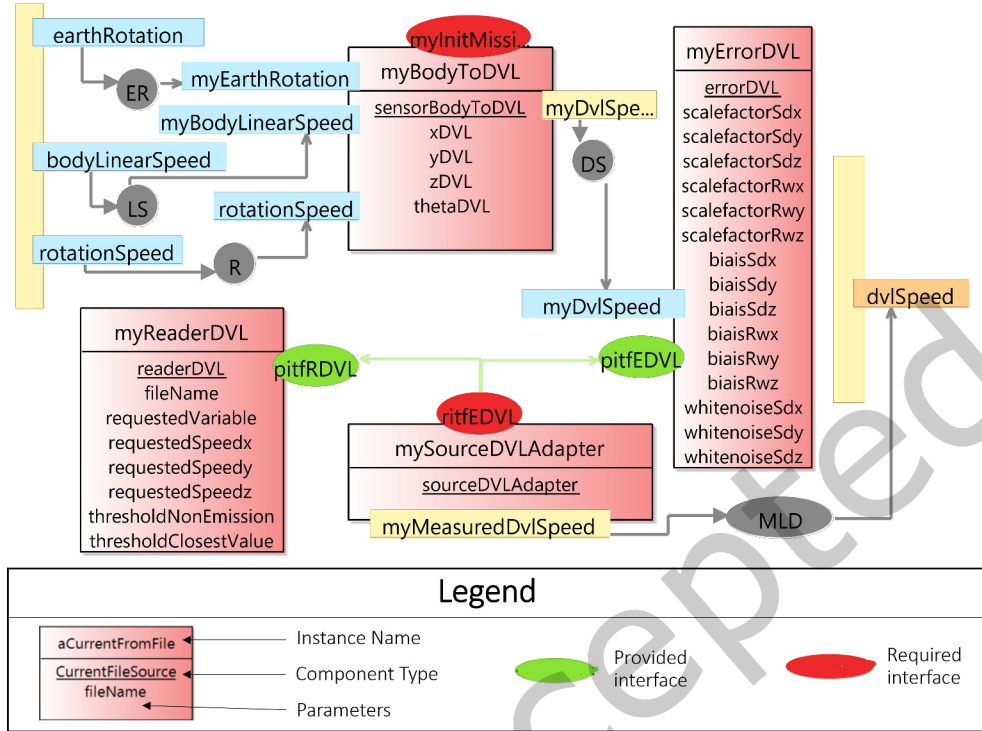 earthRotation
ER
myEarthRotation
myBodyLinearSpeed
bodyLinearSpeed
LS
rotationSpeed
rotationSpeed
R
myInitMissi...
myBodyToDVL
sensorBodyToDVL
xDVL
yDVL
zDVL
thetaDVL
myDvlSpe...
DS
myDvlSpeed
myErrorDVL
errorDVL
scalefactorSdx
scalefactorSdy
scalefactorSdz
scalefactorRwx
scalefactorRwy
scalefactorRwz
biaisSdx
biaisSdy
biaisSdz
biaisRwx
biaisRwy
biaisRwz
whitenoiseSdx
whitenoiseSdy
whitenoiseSdz
dvlSpeed
myReaderDVL
readerDVL
fileName
requestedVariable
requestedSpeedx
requestedSpeedy
requestedSpeedz
thresholdNonEmission
thresholdClosestValue
pitfRDVL
pitfEDVL
ritfEDVL
mySourceDVLAdapter
sourceDVLAdapter
myMeasuredDvlSpeed
MLD
Legend
aCurrentFromFile
CurrentFileSource
fileName
Instance Name
Component Type
Parameters
Provided
interface
Required
interface
cepted